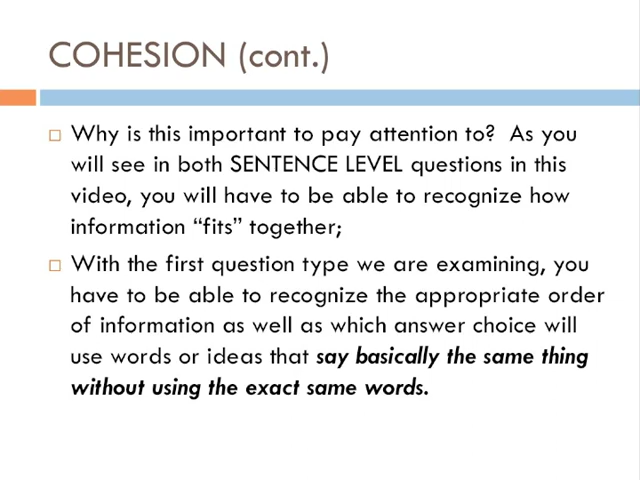 COHESION (cont.)
Why is this important to pay attention to?  As you
will see in both SENTENCE LEVEL questions in this
video, you will have to be able to recognize how
information “fits” together;
With the first question type we are examining, you
have to be able to recognize the appropriate order
of information as well as which answer choice will
use words or ideas that say basically the same thing
without using the exact same words.